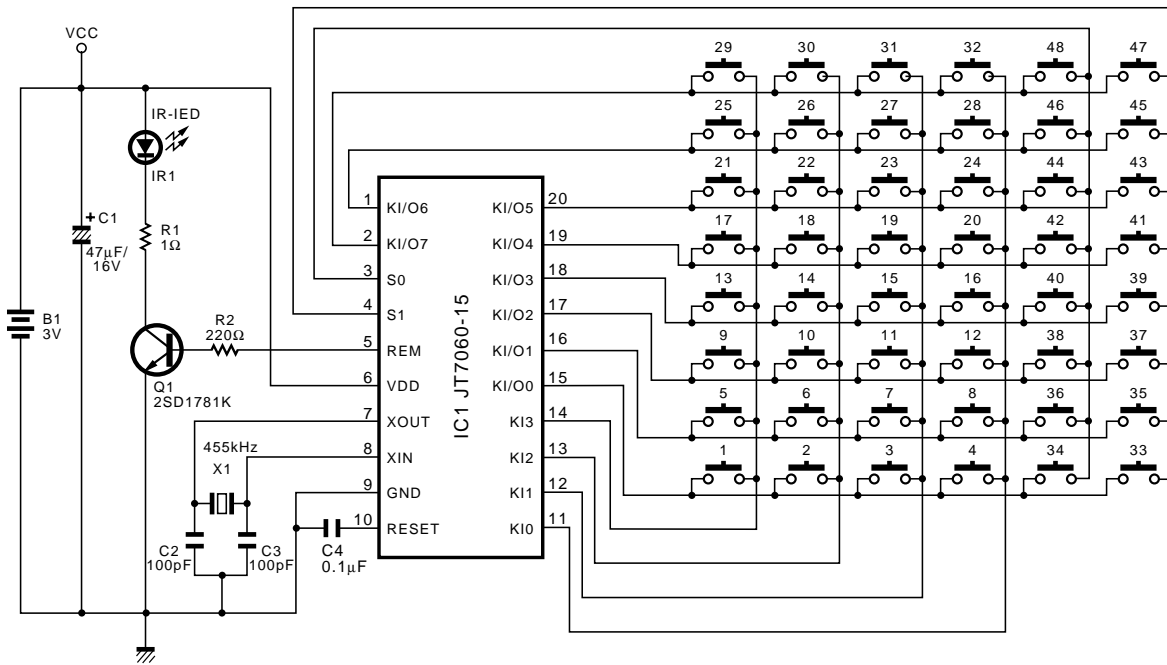 VCC
IR-IED
IR1
+
C1
47μF/
16V
R1
1Ω
B1
3V
R2
220Ω
Q1
2SD1781K
455kHz
X1
C2
100pF
C3
100pF
C4
0.1μF
IC1 JT7060-15
1 KI/O6
2 KI/O7
3 S0
4 S1
5 REM
6 VDD
7 XOUT
8 XIN
9 GND
10 RESET
KI/O5 20
KI/O4 19
KI/O3 18
KI/O2 17
KI/O1 16
KI/O0 15
KI3 14
KI2 13
KI1 12
KI0 11
29 30 31 32 48 47
25 26 27 28 46 45
21 22 23 24 44 43
17 18 19 20 42 41
13 14 15 16 40 39
9 10 11 12 38 37
5 6 7 8 36 35
1 2 3 4 34 33